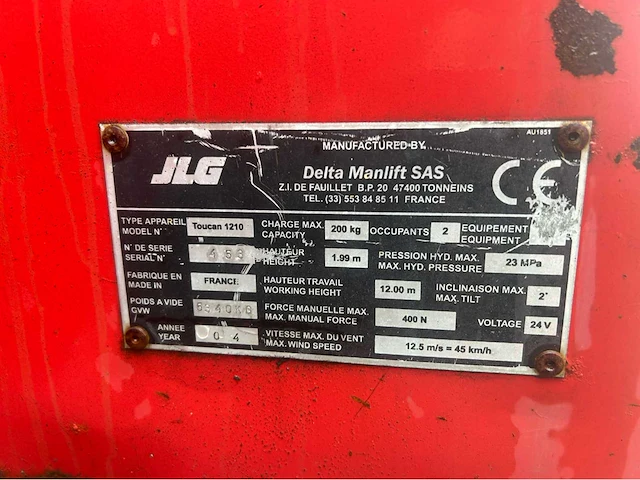 AU1851
MANUFACTURED BY
JLG Delta Manlift SAS CE
Z.I. DE FAUILLET B.P. 20 47400 TONNEINS
TEL. (33) 553 84 85 11 FRANCE
TYPE APPAREIL
MODEL N° Toucan 1210
CHARGE MAX.
CAPACITY 200 kg
OCCUPANTS 2
EQUIPEMENT
EQUIPMENT
N° DE SERIE
SERIAL N°
HAUTEUR
HEIGHT 1.99 m
PRESSION HYD. MAX.
MAX. HYD. PRESSURE 23 MPa
FABRIQUE EN
MADE IN FRANCE
HAUTEUR TRAVAIL
WORKING HEIGHT 12.00 m
INCLINAISON MAX.
MAX. TILT 2°
POIDS A VIDE
GVW
FORCE MANUELLE MAX.
MAX. MANUAL FORCE 400 N
VOLTAGE 24 V
ANNEE
YEAR 0 4
VITESSE MAX. DU VENT
MAX. WIND SPEED 12.5 m/s = 45 km/h